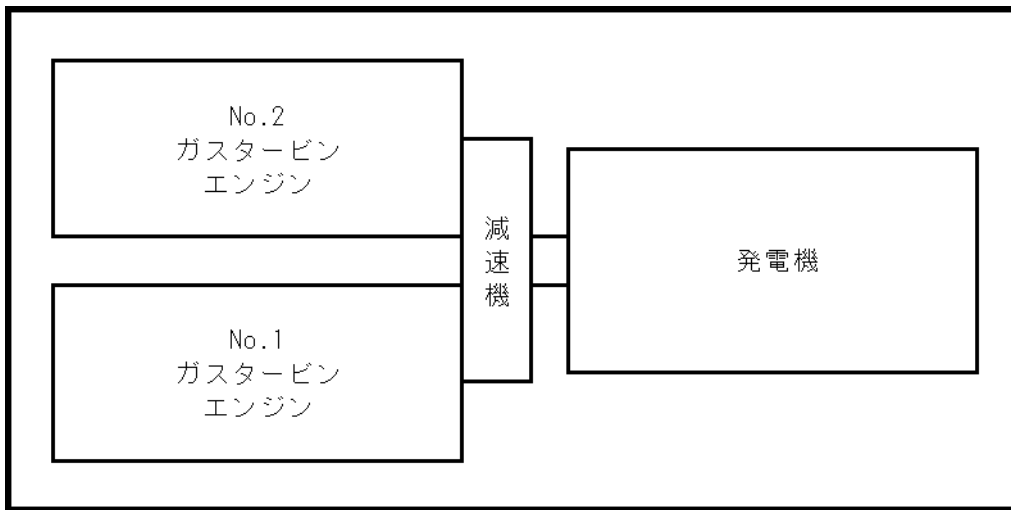 No.2
ガスタービン
エンジン
減速機
発電機
No.1
ガスタービン
エンジン